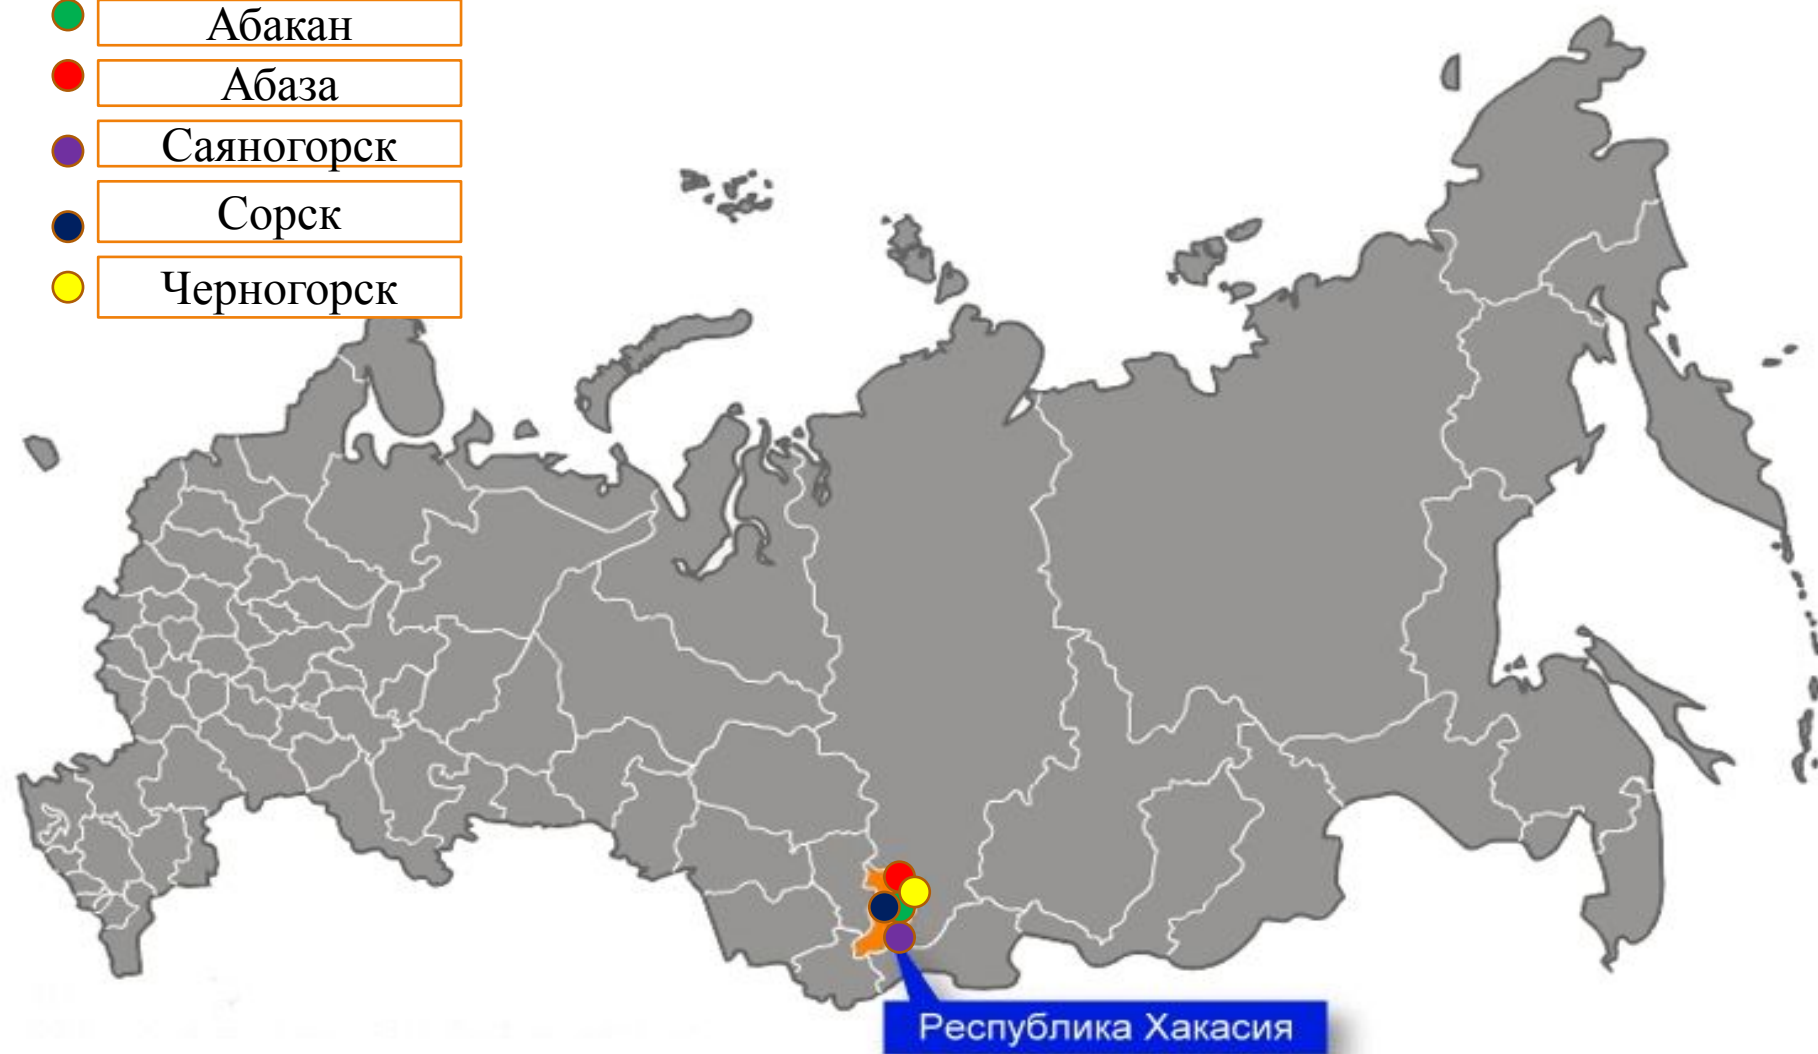 Абакан
Абаза
Саяногорск
Сорск
Черногорск
Республика Хакасия